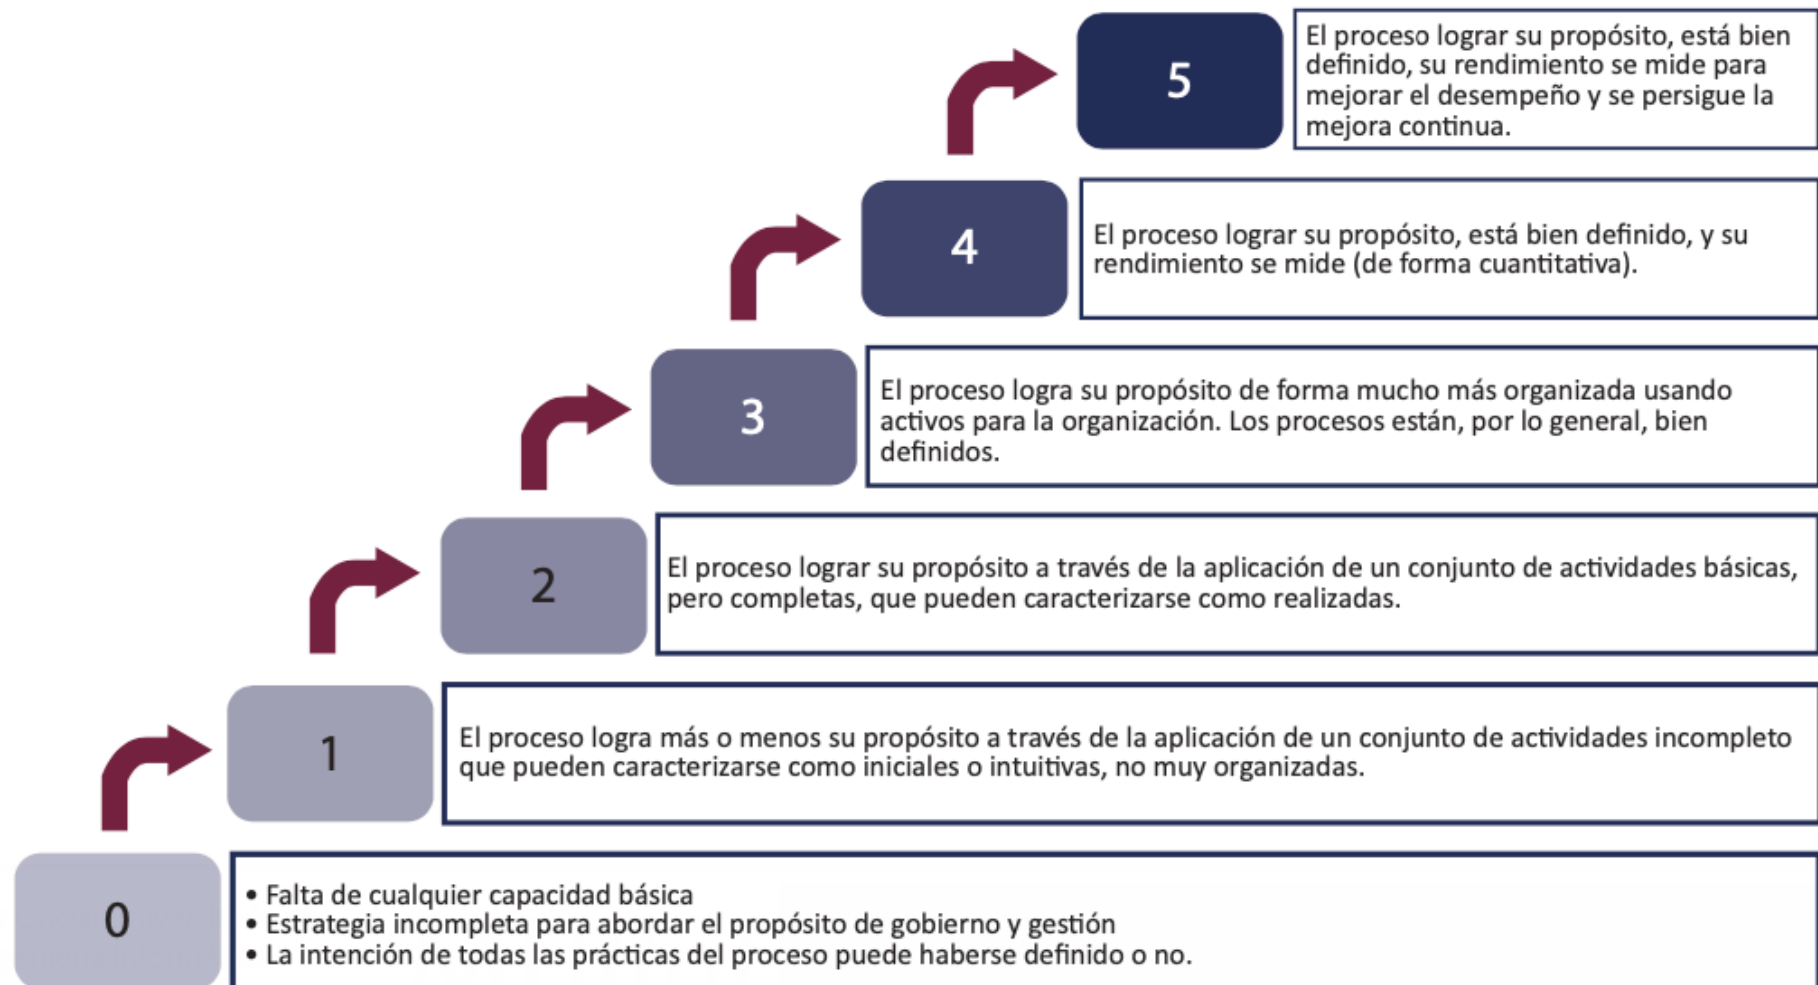 5
El proceso lograr su propósito, está bien
definido, su rendimiento se mide para
mejorar el desempeño y se persigue la
mejora continua.
4
El proceso lograr su propósito, está bien definido, y su
rendimiento se mide (de forma cuantitativa).
3
El proceso logra su propósito de forma mucho más organizada usando
activos para la organización. Los procesos están, por lo general, bien
definidos.
2
El proceso lograr su propósito a través de la aplicación de un conjunto de actividades básicas,
pero completas, que pueden caracterizarse como realizadas.
1
El proceso logra más o menos su propósito a través de la aplicación de un conjunto de actividades incompleto
que pueden caracterizarse como iniciales o intuitivas, no muy organizadas.
0
• Falta de cualquier capacidad básica
• Estrategia incompleta para abordar el propósito de gobierno y gestión
• La intención de todas las prácticas del proceso puede haberse definido o no.